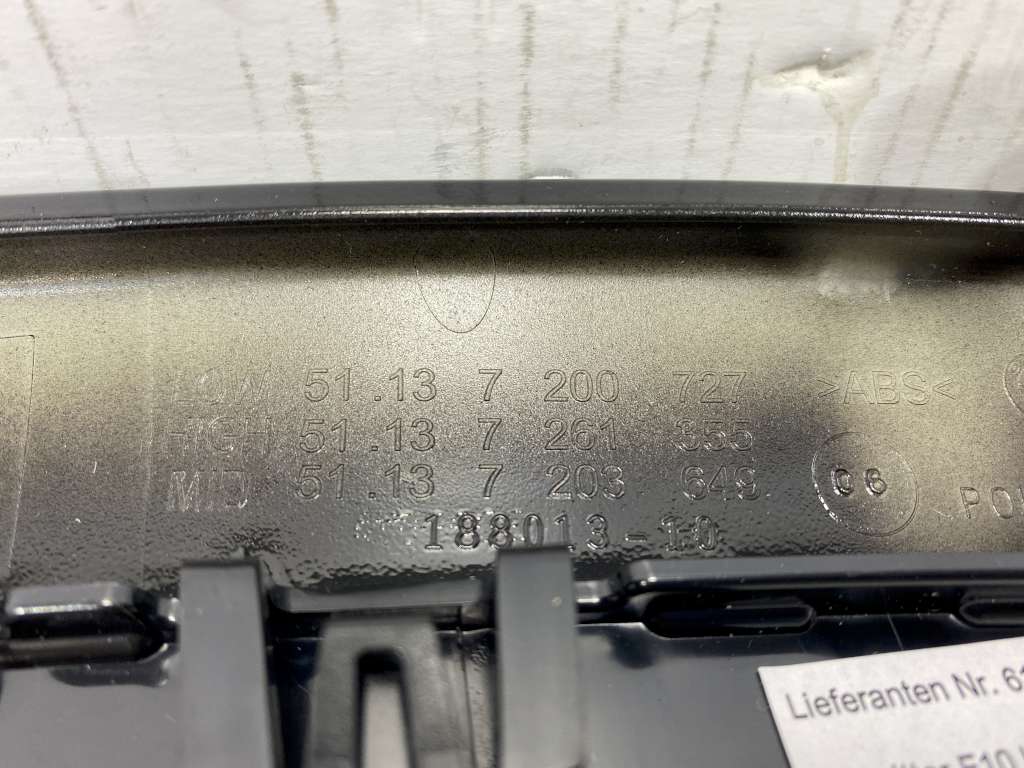 LOW 51.13 7 200 727 >ABS<
HIGH 51.13 7 261 355
MID 51.13 7 203 649 06
188013-10
Lieferanten Nr.
F10